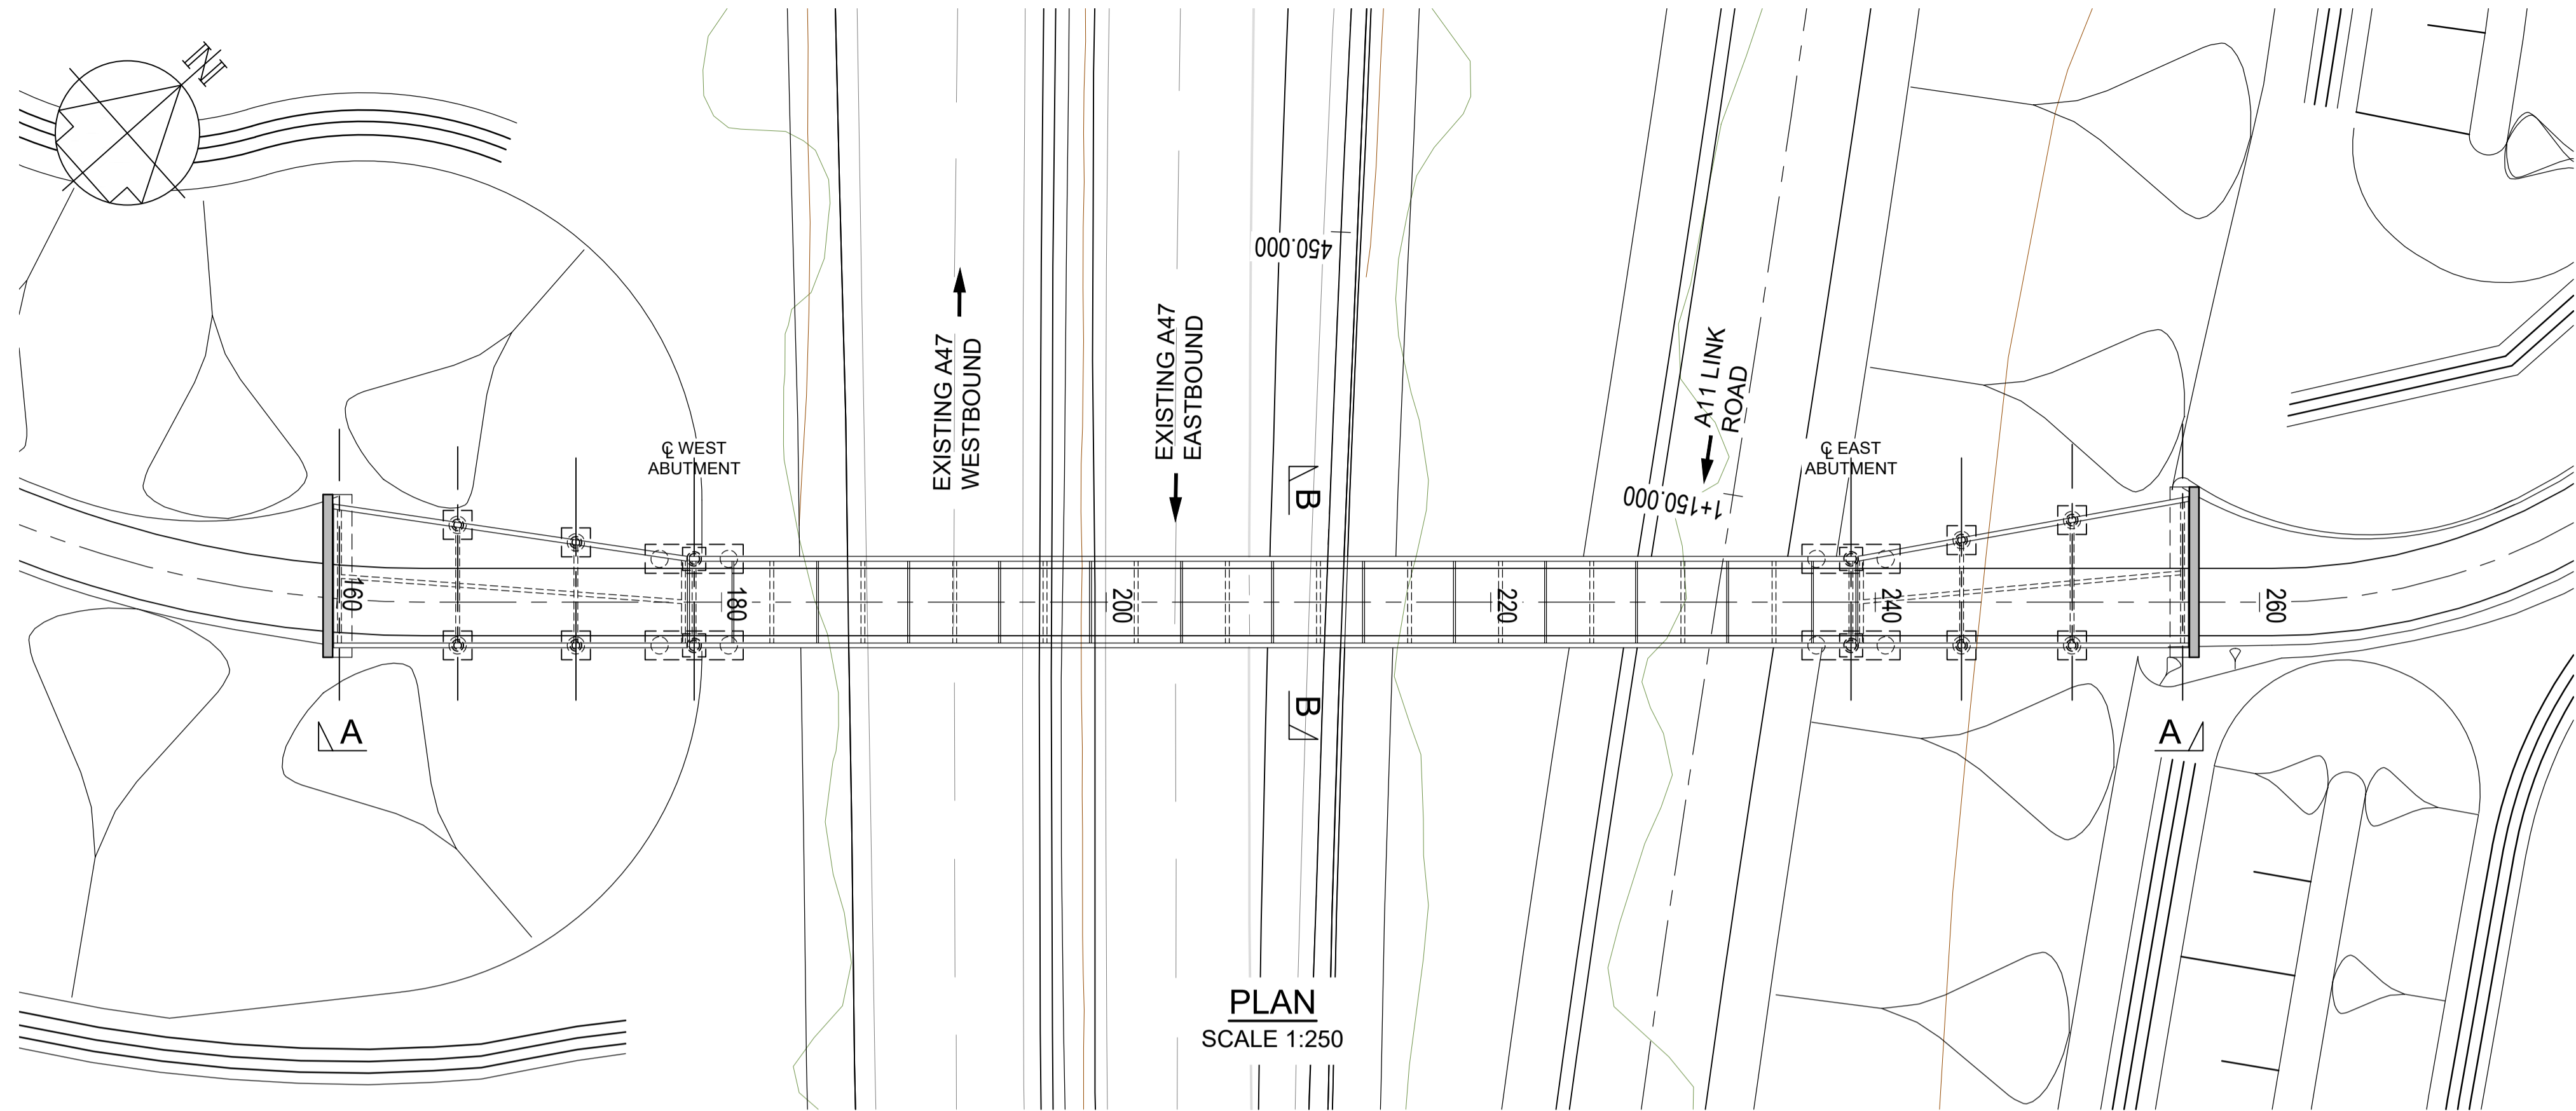 N
450.000
EXISTING A47
WESTBOUND
EXISTING A47
EASTBOUND
A11 LINK
ROAD
1+150.000
℄ WEST
ABUTMENT
℄ EAST
ABUTMENT
B
160
180
200
220
240
260
B
A
A
PLAN
SCALE 1:250